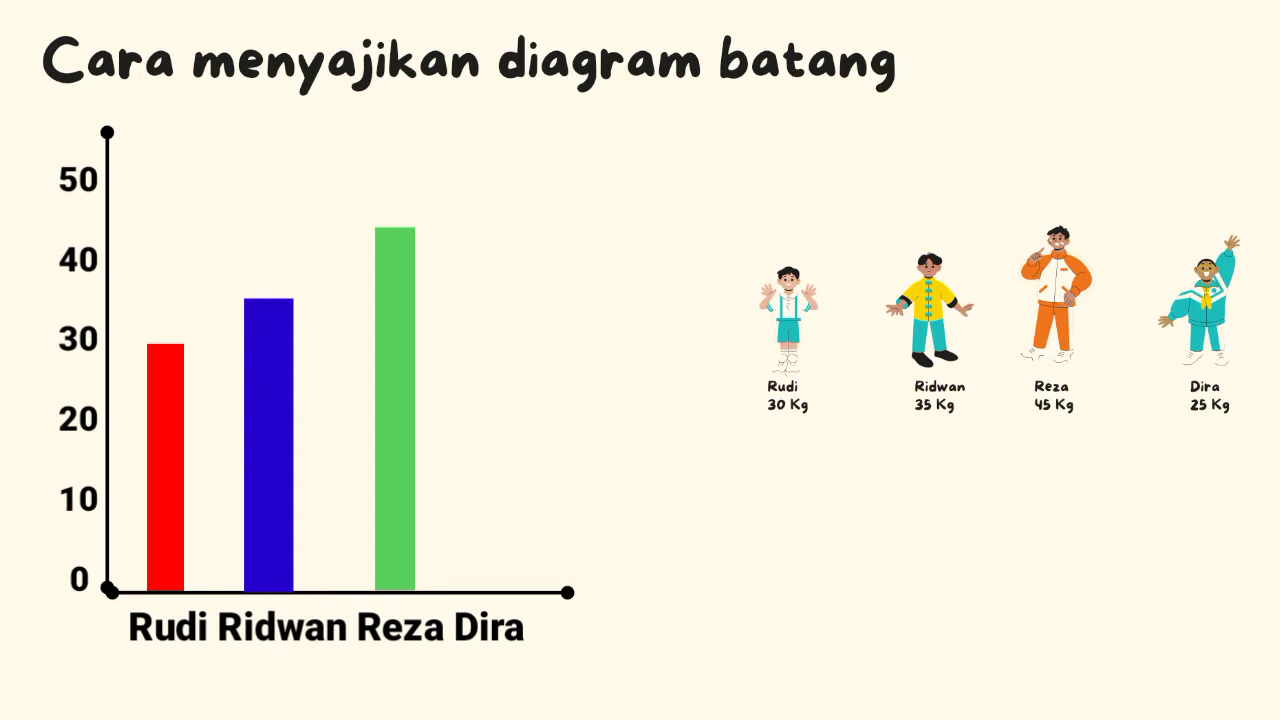 Cara menyajikan diagram batang
50
40
30
20
10
0
Rudi Ridwan Reza Dira
Rudi
30 Kg
Ridwan
35 Kg
Reza
45 Kg
Dira
25 Kg